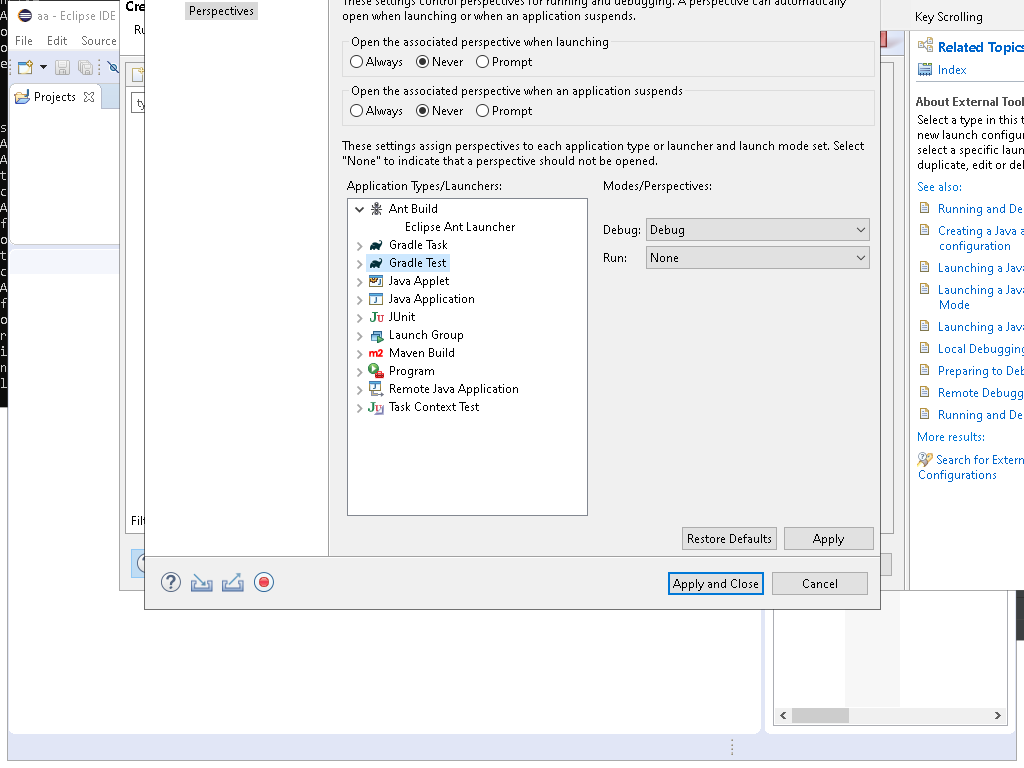 aa - Eclipse IDE
File Edit Source
Projects
Cre
Ru
ty
Filt
Perspectives
These settings control perspectives for running and debugging. A perspective can automatically
open when launching or when an application suspends.
Open the associated perspective when launching
Always Never Prompt
Open the associated perspective when an application suspends
Always Never Prompt
These settings assign perspectives to each application type or launcher and launch mode set. Select
"None" to indicate that a perspective should not be opened.
Application Types/Launchers:
Modes/Perspectives:
Ant Build
Eclipse Ant Launcher
Gradle Task
Gradle Test
Java Applet
Java Application
JUnit
Launch Group
Maven Build
Program
Remote Java Application
Task Context Test
Debug: Debug
Run: None
Restore Defaults Apply
Apply and Close Cancel
Key Scrolling
Related Topics
Index
About External Tool
Select a type in this t
new launch configur
select a specific laun
duplicate, edit or del
See also:
Running and De
Creating a Java a
configuration
Launching a Java
Launching a Java
Mode
Launching a Java
Local Debugging
Preparing to Deb
Remote Debugg
Running and De
More results:
Search for Extern
Configurations